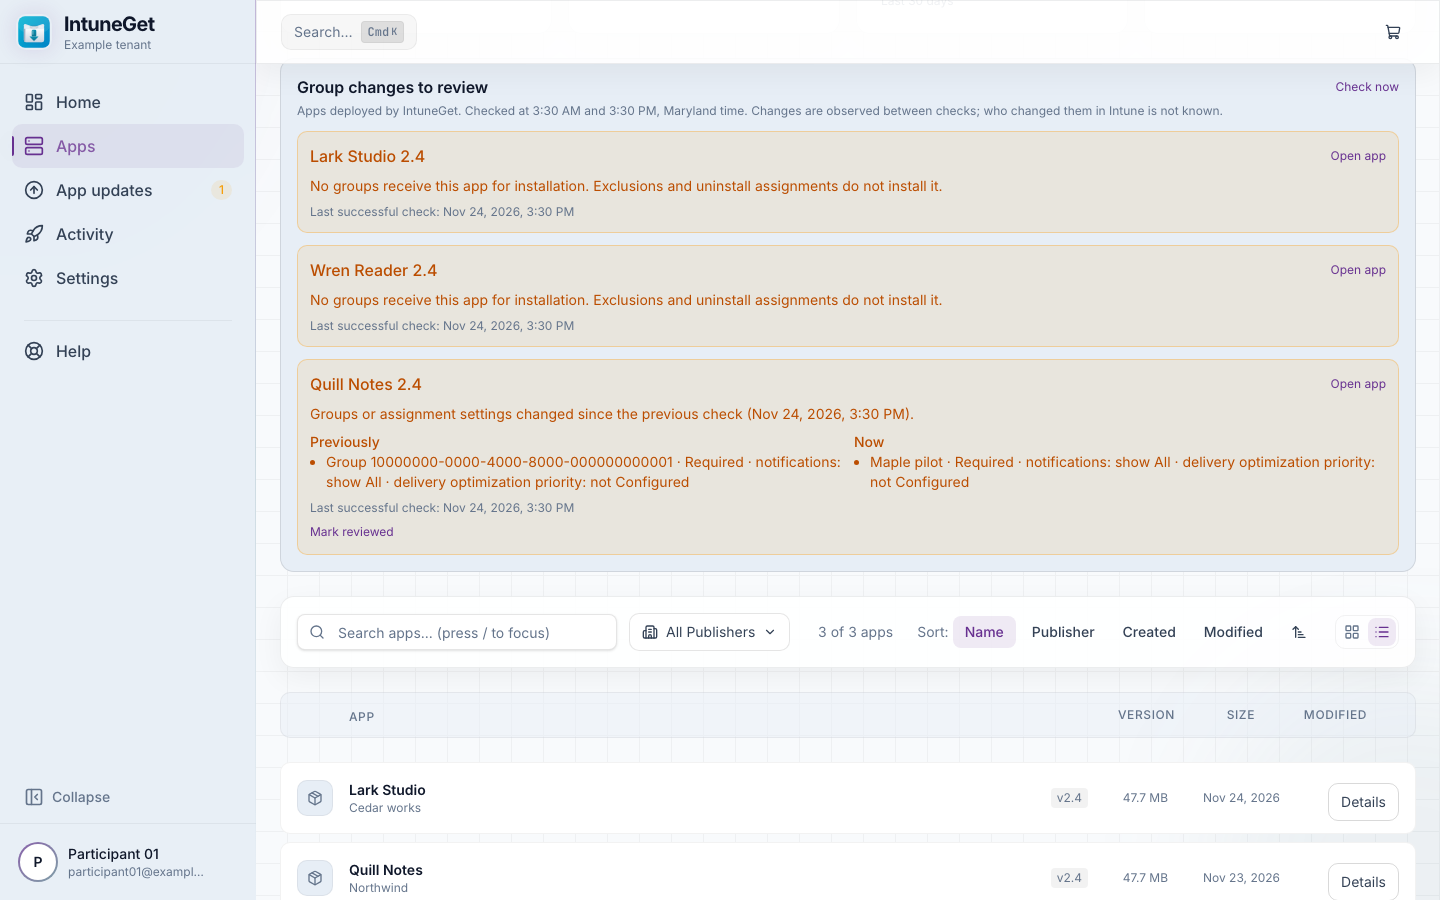 IntuneGet
Example tenant
Search... Cmd K
Last 30 days
Home
Apps
App updates 1
Activity
Settings
Help
Collapse
P
Participant 01
participant01@exampl...
Group changes to review
Check now
Apps deployed by IntuneGet. Checked at 3:30 AM and 3:30 PM, Maryland time. Changes are observed between checks; who changed them in Intune is not known.
Lark Studio 2.4
Open app
No groups receive this app for installation. Exclusions and uninstall assignments do not install it.
Last successful check: Nov 24, 2026, 3:30 PM
Wren Reader 2.4
Open app
No groups receive this app for installation. Exclusions and uninstall assignments do not install it.
Last successful check: Nov 24, 2026, 3:30 PM
Quill Notes 2.4
Open app
Groups or assignment settings changed since the previous check (Nov 24, 2026, 3:30 PM).
Previously
• Group 10000000-0000-4000-8000-000000000001 · Required · notifications:
show All · delivery optimization priority: not Configured
Now
• Maple pilot · Required · notifications: show All · delivery optimization priority:
not Configured
Last successful check: Nov 24, 2026, 3:30 PM
Mark reviewed
Search apps... (press / to focus)
All Publishers
3 of 3 apps
Sort: Name Publisher Created Modified
APP VERSION SIZE MODIFIED
Lark Studio
Cedar works
v2.4 47.7 MB Nov 24, 2026 Details
Quill Notes
Northwind
v2.4 47.7 MB Nov 23, 2026 Details